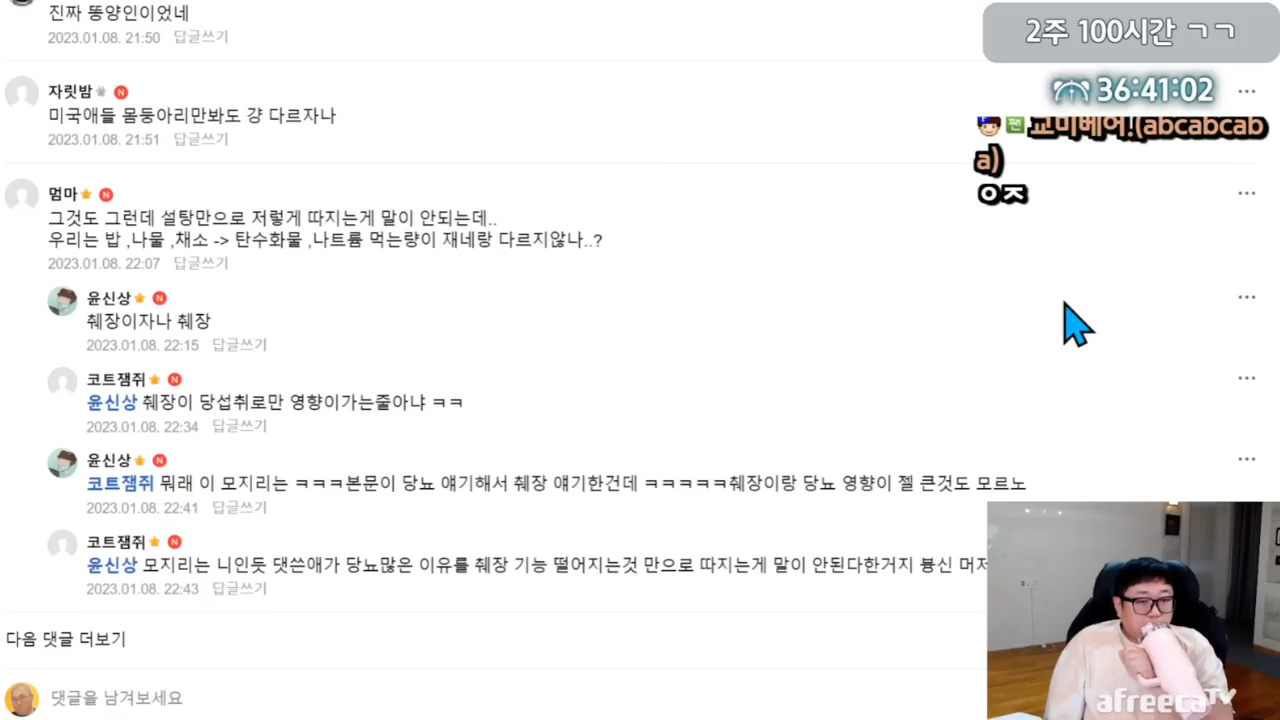 진짜 똥양인이었네
2023.01.08. 21:50 답글쓰기
2주 100시간 ㄱㄱ
36:41:02
자릿밤 N
미국애들 몸둥아리만봐도 걍 다르자나
2023.01.08. 21:51 답글쓰기
팬 교미베어!(abcabcab
a)
ㅇㅈ
멈마 N
그것도 그런데 설탕만으로 저렇게 따지는게 말이 안되는데..
우리는 밥 ,나물 ,채소 -> 탄수화물 ,나트륨 먹는량이 재네랑 다르지않나..?
2023.01.08. 22:07 답글쓰기
윤신상 N
췌장이자나 췌장
2023.01.08. 22:15 답글쓰기
코트잼쥐 N
윤신상 췌장이 당섭취로만 영향이가는줄아냐 ㅋㅋ
2023.01.08. 22:34 답글쓰기
윤신상 N
코트잼쥐 뭐래 이 모지리는 ㅋㅋㅋ본문이 당뇨 얘기해서 췌장 얘기한건데 ㅋㅋㅋㅋㅋ췌장이랑 당뇨 영향이 젤 큰것도 모르노
2023.01.08. 22:41 답글쓰기
코트잼쥐 N
윤신상 모지리는 니인듯 댓쓴애가 당뇨많은 이유를 췌장 기능 떨어지는것 만으로 따지는게 말이 안된다한거지 븅신 머저
2023.01.08. 22:43 답글쓰기
다음 댓글 더보기
댓글을 남겨보세요
afreecaTV